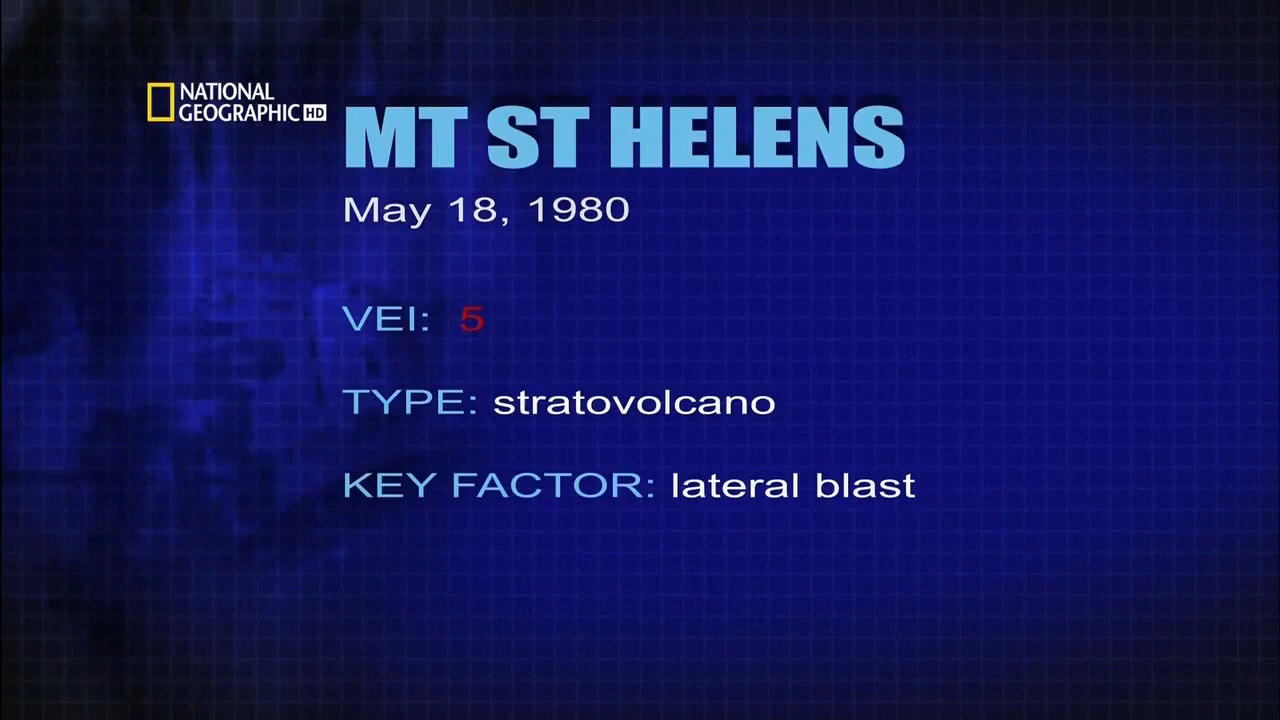 NATIONAL
GEOGRAPHIC HD
MT ST HELENS
May 18, 1980
VEI: 5
TYPE: stratovolcano
KEY FACTOR: lateral blast